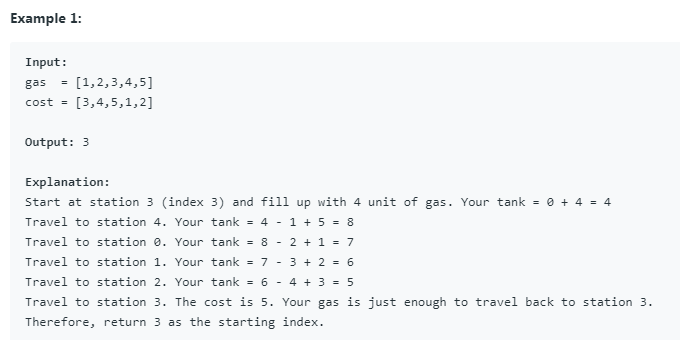 Example 1:
Input:
gas  = [1,2,3,4,5]
cost = [3,4,5,1,2]
Output: 3
Explanation:
Start at station 3 (index 3) and fill up with 4 unit of gas. Your tank = 0 + 4 = 4
Travel to station 4. Your tank = 4 - 1 + 5 = 8
Travel to station 0. Your tank = 8 - 2 + 1 = 7
Travel to station 1. Your tank = 7 - 3 + 2 = 6
Travel to station 2. Your tank = 6 - 4 + 3 = 5
Travel to station 3. The cost is 5. Your gas is just enough to travel back to station 3.
Therefore, return 3 as the starting index.